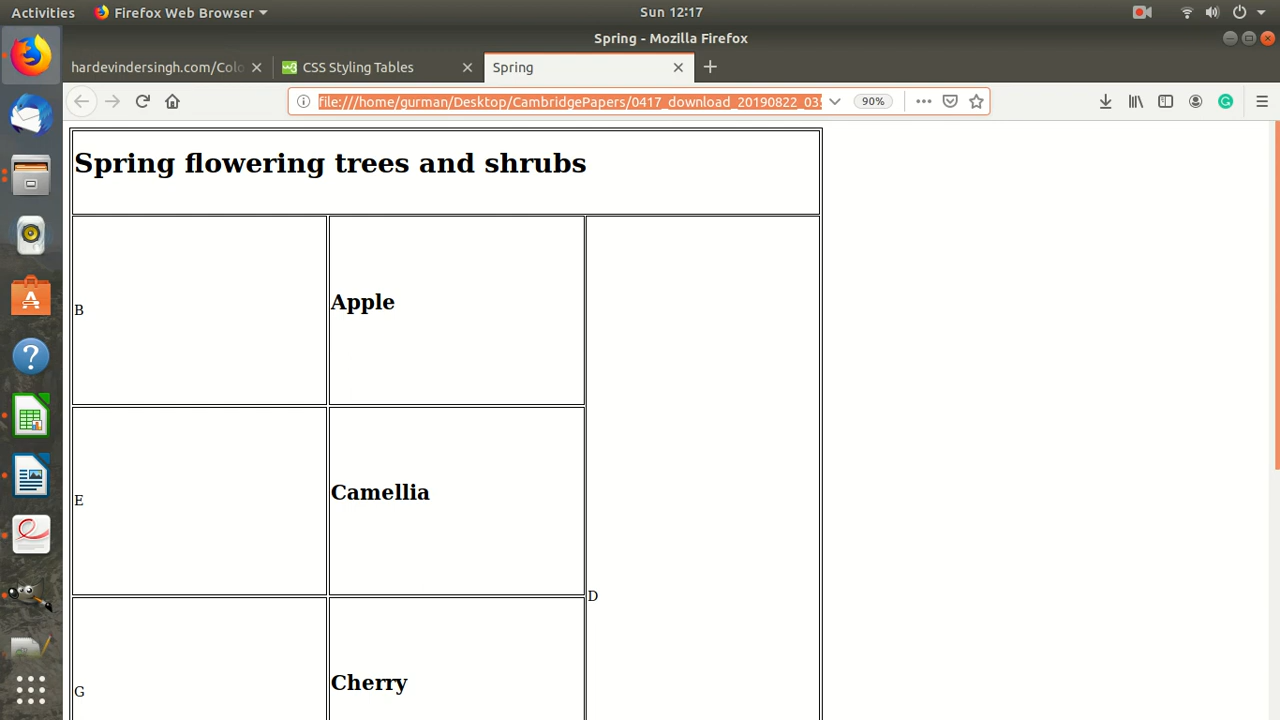 Activities Firefox Web Browser Sun 12:17
Spring - Mozilla Firefox
hardevindersingh.com/Colo CSS Styling Tables Spring
file:///home/gurman/Desktop/CambridgePapers/0417_download_20190822_03 90%
Spring flowering trees and shrubs
B Apple
E Camellia
D
G Cherry